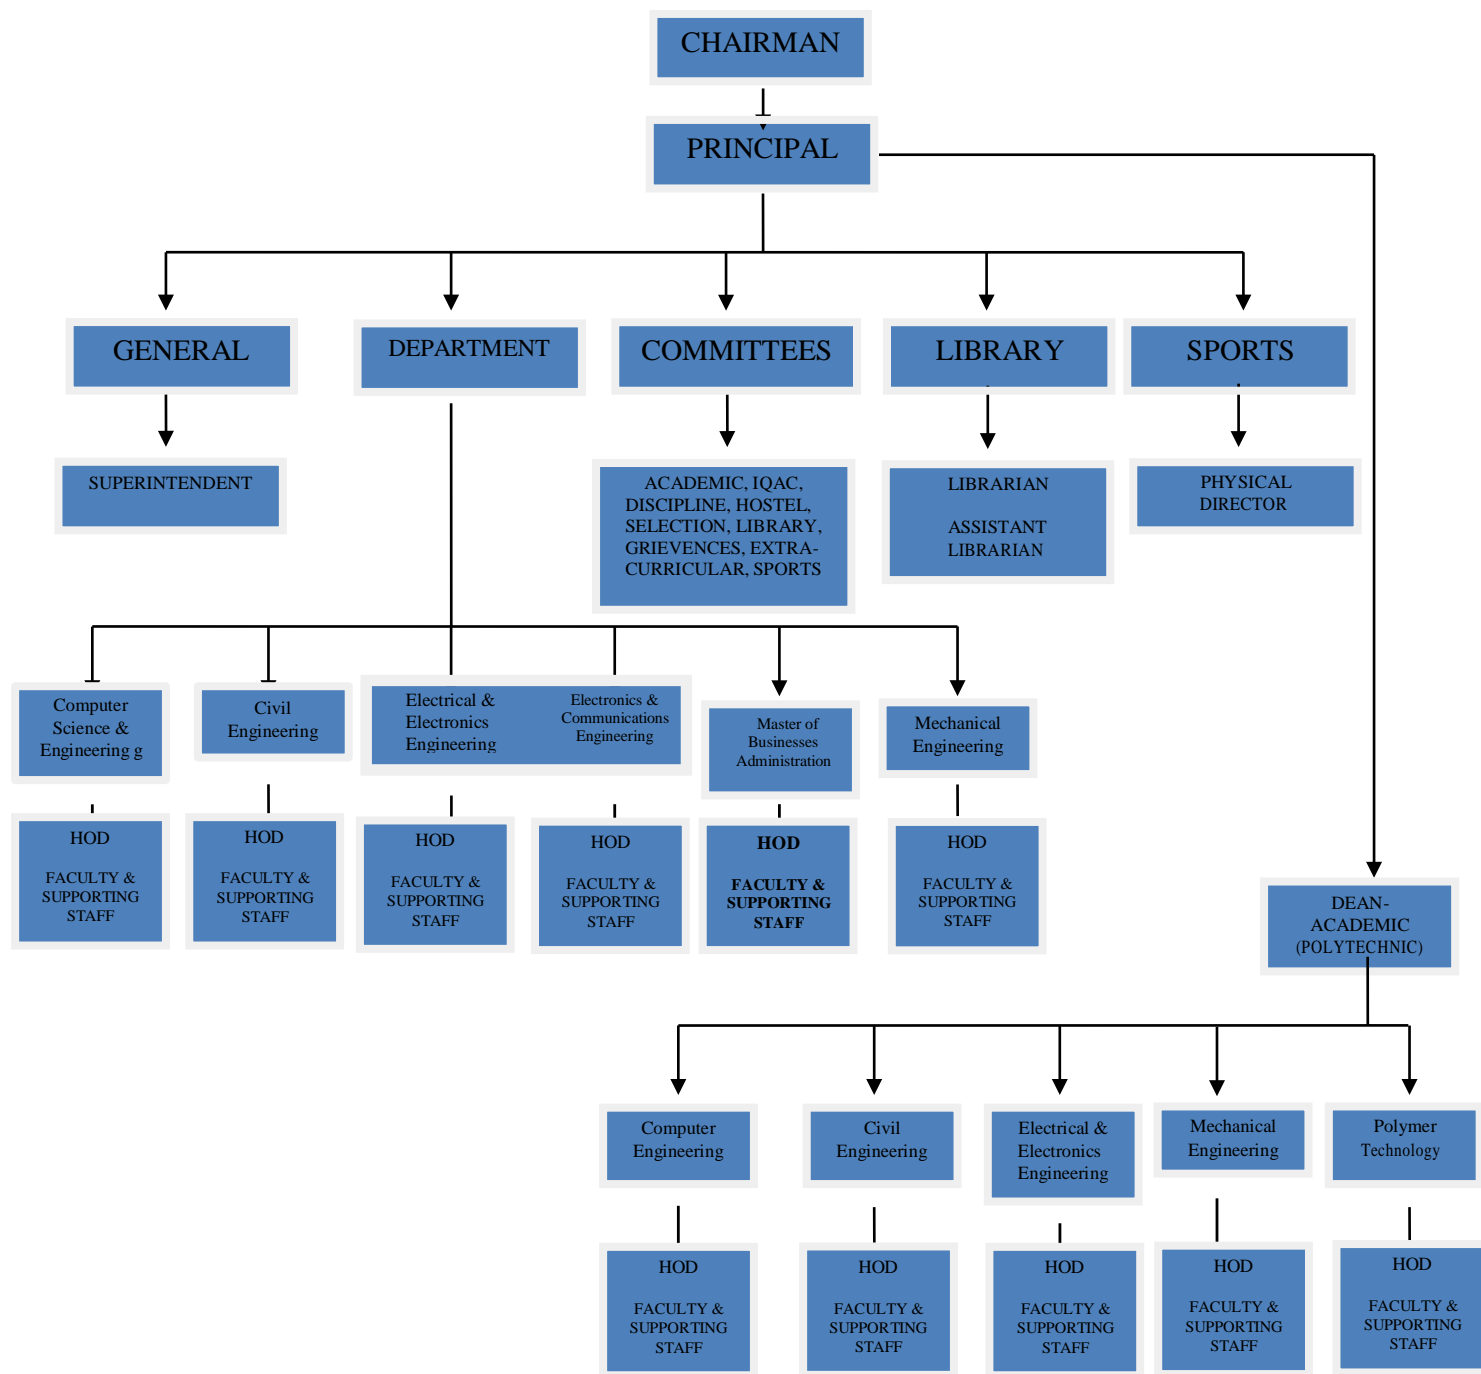 CHAIRMAN
PRINCIPAL
GENERAL
DEPARTMENT
COMMITTEES
LIBRARY
SPORTS
SUPERINTENDENT
ACADEMIC, IQAC,
DISCIPLINE, HOSTEL,
SELECTION, LIBRARY,
GRIEVENCES, EXTRA-
CURRICULAR, SPORTS
LIBRARIAN
ASSISTANT
LIBRARIAN
PHYSICAL
DIRECTOR
Computer
Science &
Engineering g
Civil
Engineering
Electrical &
Electronics
Engineering
Electronics &
Communications
Engineering
Master of
Businesses
Administration
Mechanical
Engineering
HOD
FACULTY &
SUPPORTING
STAFF
HOD
FACULTY &
SUPPORTING
STAFF
HOD
FACULTY &
SUPPORTING
STAFF
HOD
FACULTY &
SUPPORTING
STAFF
HOD
FACULTY &
SUPPORTING
STAFF
HOD
FACULTY &
SUPPORTING
STAFF
DEAN-
ACADEMIC
(POLYTECHNIC)
Computer
Engineering
Civil
Engineering
Electrical &
Electronics
Engineering
Mechanical
Engineering
Polymer
Technology
HOD
FACULTY &
SUPPORTING
STAFF
HOD
FACULTY &
SUPPORTING
STAFF
HOD
FACULTY &
SUPPORTING
STAFF
HOD
FACULTY &
SUPPORTING
STAFF
HOD
FACULTY &
SUPPORTING
STAFF